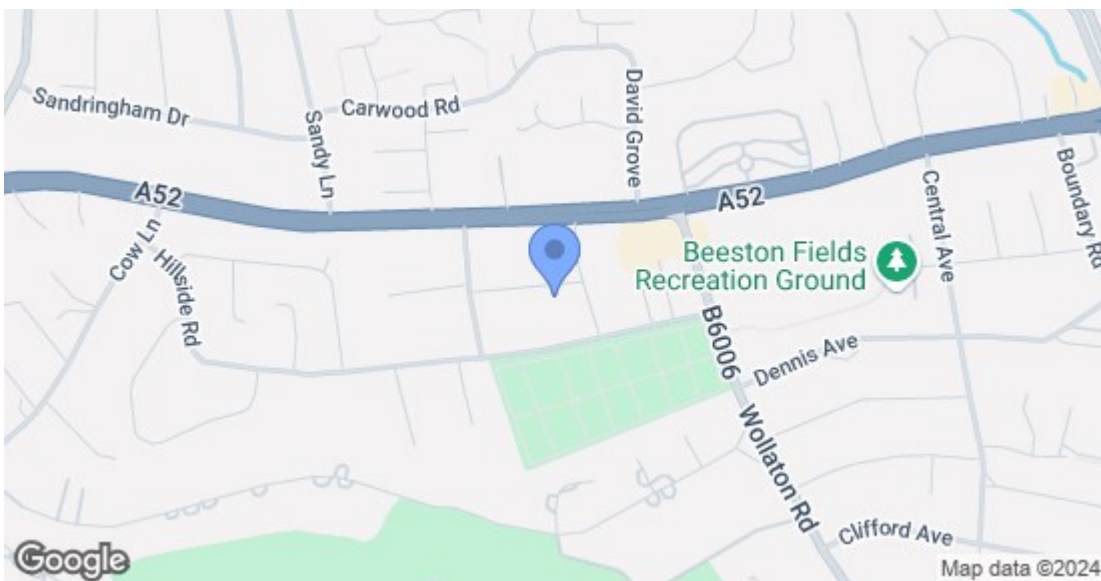 Sandringham Dr
Carwood Rd
Sandy Ln
David Grove
A52
A52
Cow Ln
Hillside Rd
Beeston Fields
Recreation Ground
Central Ave
Boundary Rd
B6006
Dennis Ave
Wollaton Rd
Clifford Ave
Google
Map data ©2024